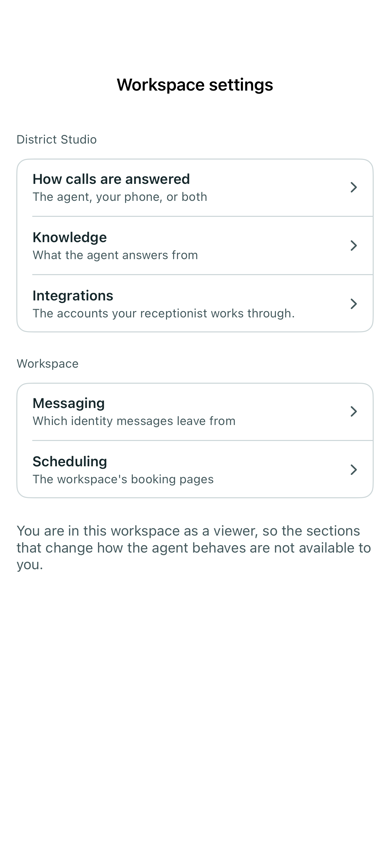 Workspace settings
District Studio
How calls are answered
The agent, your phone, or both
Knowledge
What the agent answers from
Integrations
The accounts your receptionist works through.
Workspace
Messaging
Which identity messages leave from
Scheduling
The workspace's booking pages
You are in this workspace as a viewer, so the sections
that change how the agent behaves are not available to
you.